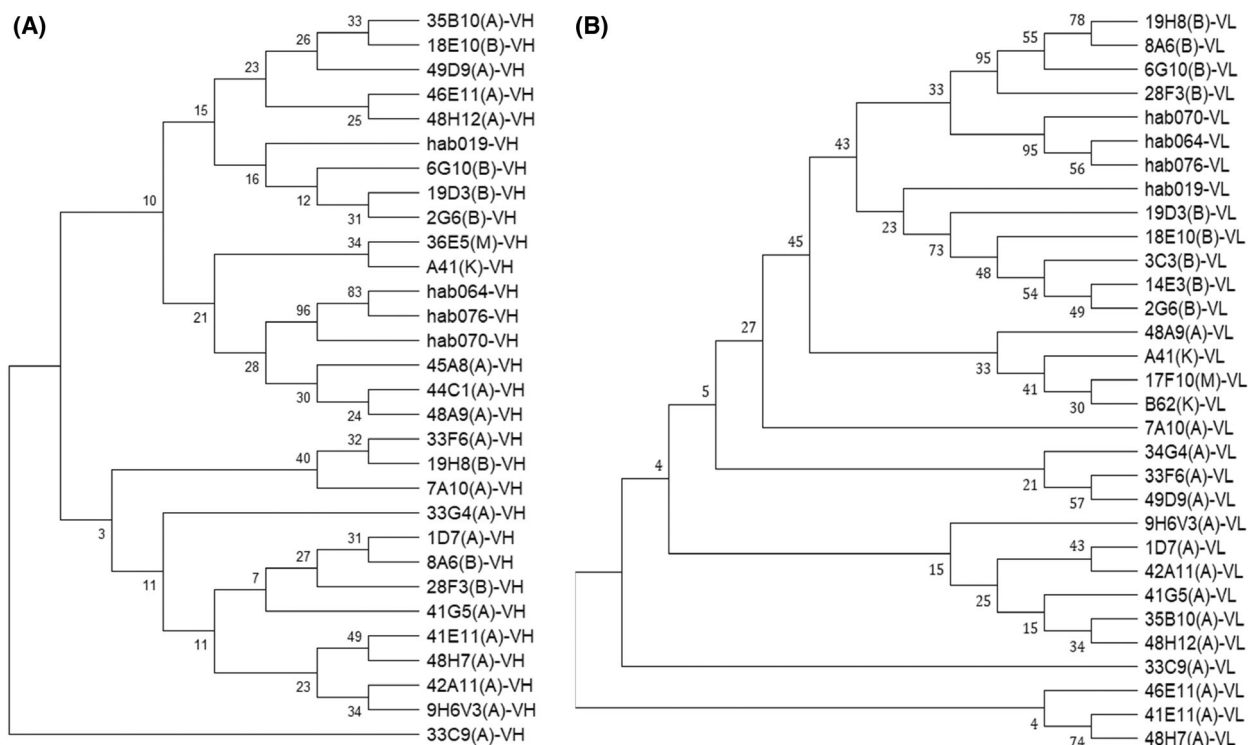 (A)
33
35B10(A)-VH
26
18E10(B)-VH
23
49D9(A)-VH
46E11(A)-VH
15
25
48H12(A)-VH
hab019-VH
16
6G10(B)-VH
12
19D3(B)-VH
10
31
2G6(B)-VH
34
36E5(M)-VH
A41(K)-VH
21
83
hab064-VH
96
hab076-VH
hab070-VH
28
45A8(A)-VH
30
44C1(A)-VH
24
48A9(A)-VH
32
33F6(A)-VH
40
19H8(B)-VH
7A10(A)-VH
3
33G4(A)-VH
31
1D7(A)-VH
27
8A6(B)-VH
11
7
28F3(B)-VH
41G5(A)-VH
11
49
41E11(A)-VH
48H7(A)-VH
23
42A11(A)-VH
34
9H6V3(A)-VH
33C9(A)-VH
(B)
78
19H8(B)-VL
55
8A6(B)-VL
95
6G10(B)-VL
33
28F3(B)-VL
hab070-VL
95
hab064-VL
43
56
hab076-VL
hab019-VL
23
19D3(B)-VL
73
18E10(B)-VL
45
48
3C3(B)-VL
54
14E3(B)-VL
49
2G6(B)-VL
27
48A9(A)-VL
33
A41(K)-VL
41
17F10(M)-VL
30
B62(K)-VL
5
7A10(A)-VL
34G4(A)-VL
21
33F6(A)-VL
57
49D9(A)-VL
4
9H6V3(A)-VL
15
43
1D7(A)-VL
42A11(A)-VL
25
41G5(A)-VL
15
35B10(A)-VL
34
48H12(A)-VL
33C9(A)-VL
46E11(A)-VL
4
41E11(A)-VL
74
48H7(A)-VL